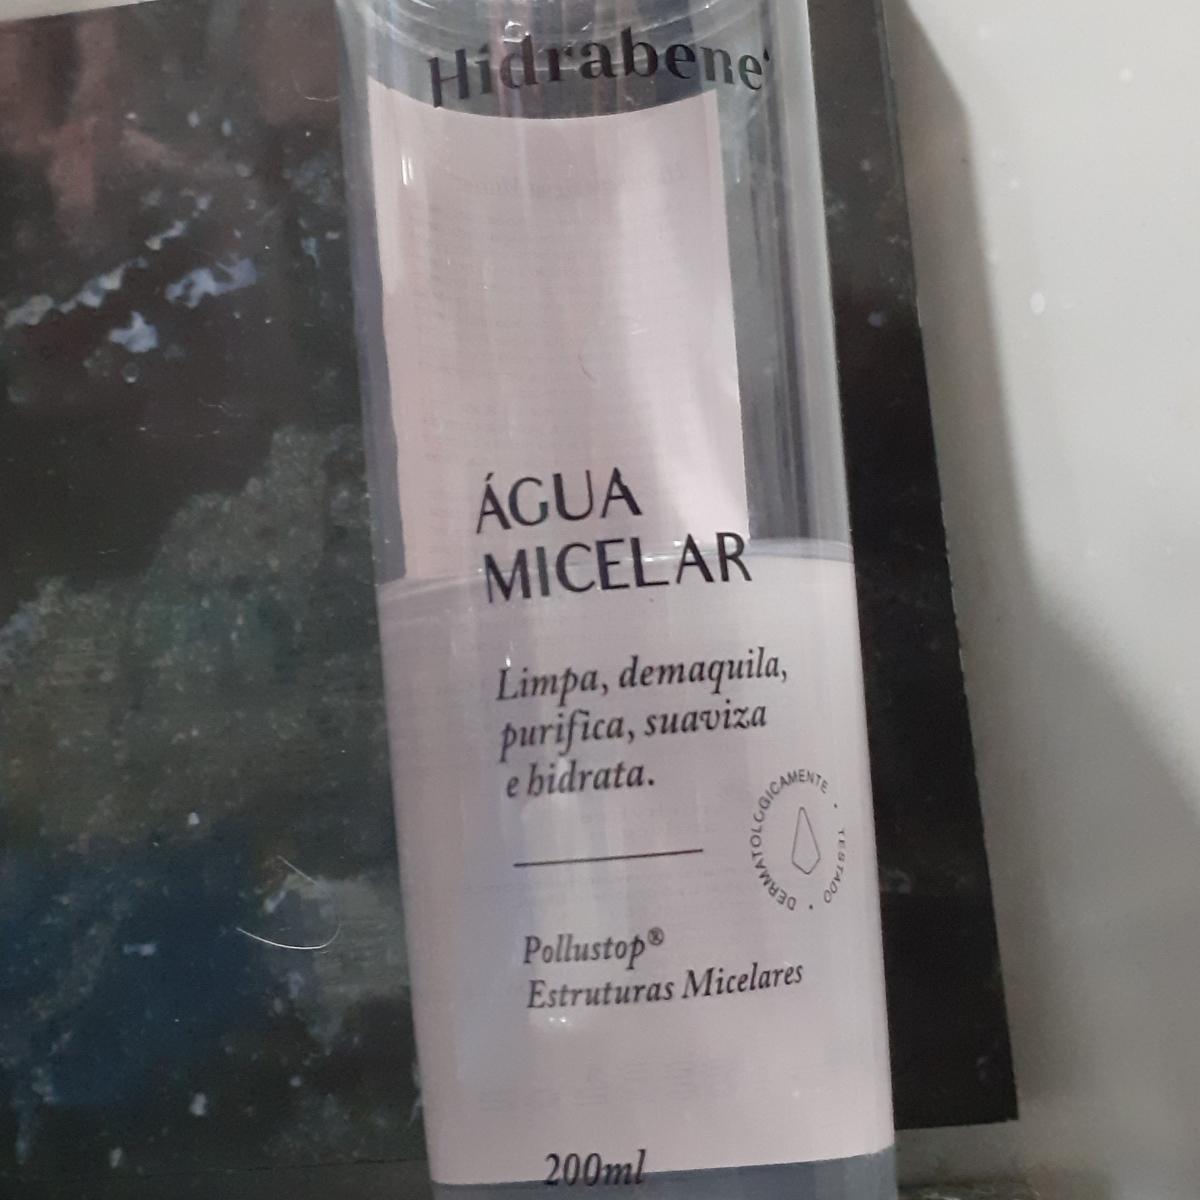 Hidrabene
ÁGUA
MICELAR
Limpa, demaquila,
purifica, suaviza
e hidrata.
DERMATOLOGICAMENTE • TESTADO •
Pollustop®
Estruturas Micelares
200ml